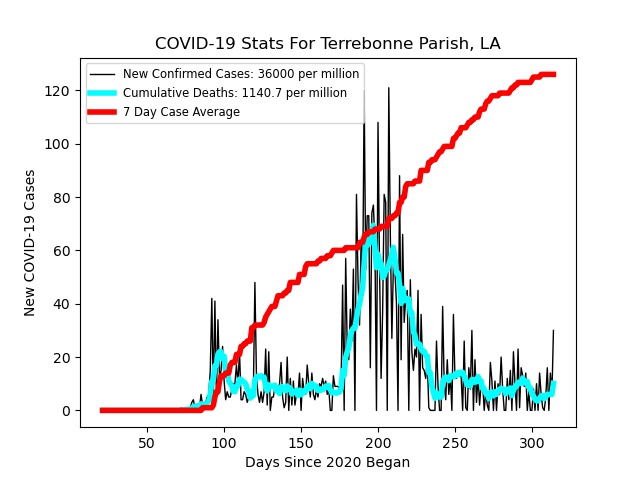 COVID-19 Stats For Terrebonne Parish, LA
New Confirmed Cases: 36000 per million
Cumulative Deaths: 1140.7 per million
7 Day Case Average
120
100
80
60
40
20
0
New COVID-19 Cases
50 100 150 200 250 300
Days Since 2020 Began